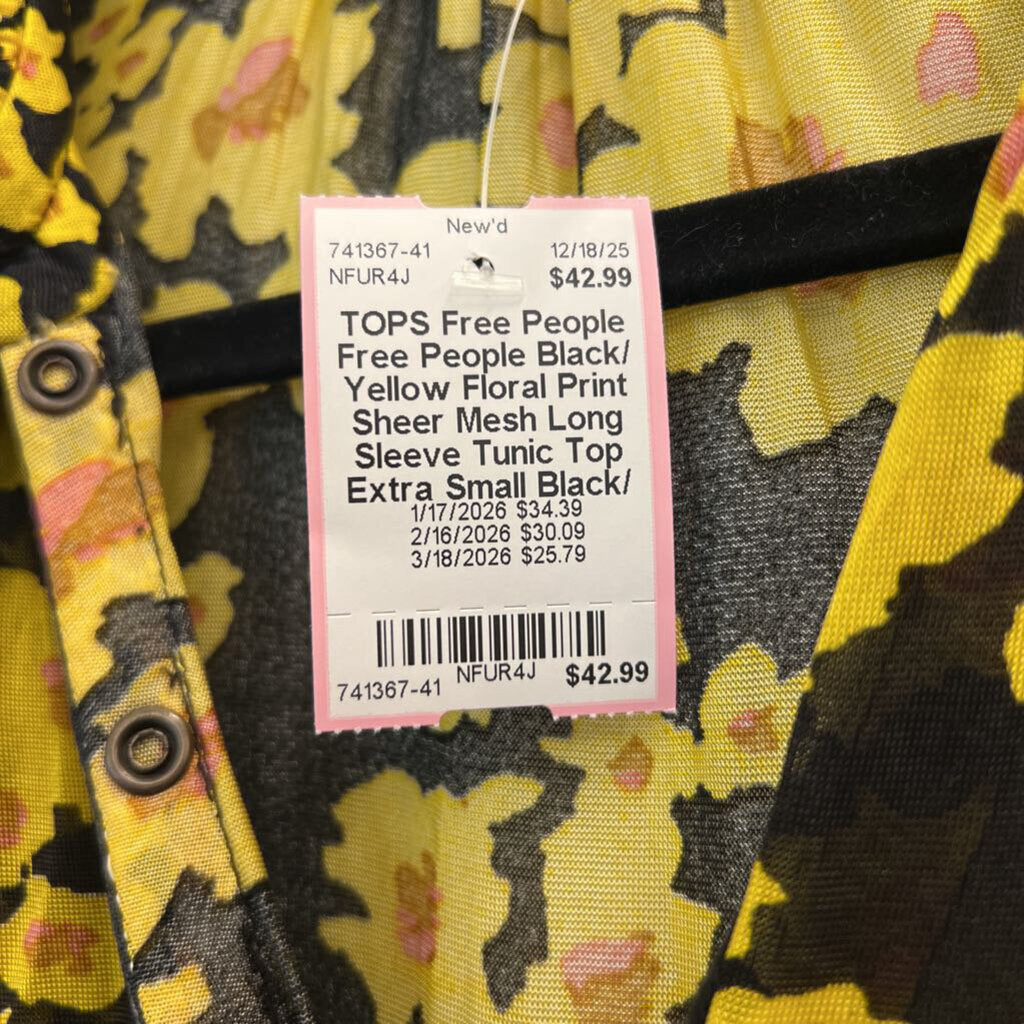 New'd
741367-41 12/18/25
NFUR4J $42.99
TOPS Free People
Free People Black/
Yellow Floral Print
Sheer Mesh Long
Sleeve Tunic Top
Extra Small Black/
1/17/2026 $34.39
2/16/2026 $30.09
3/18/2026 $25.79
741367-41 NFUR4J $42.99